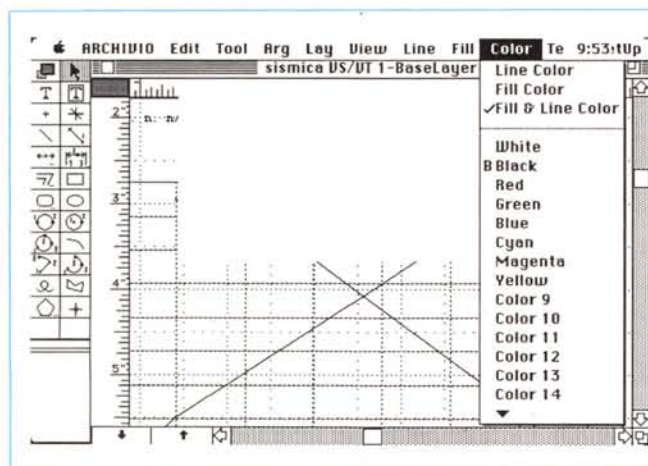 ARCHIVIO Edit Tool Arg Lay View Line Fill Color Te 9:53:tUp
sismica VS/VT 1-BaseLayer
Line Color
Fill Color
✓Fill & Line Color
White
B Black
Red
Green
Blue
Cyan
Magenta
Yellow
Color 9
Color 10
Color 11
Color 12
Color 13
Color 14
T T
2"
3"
4"
5"